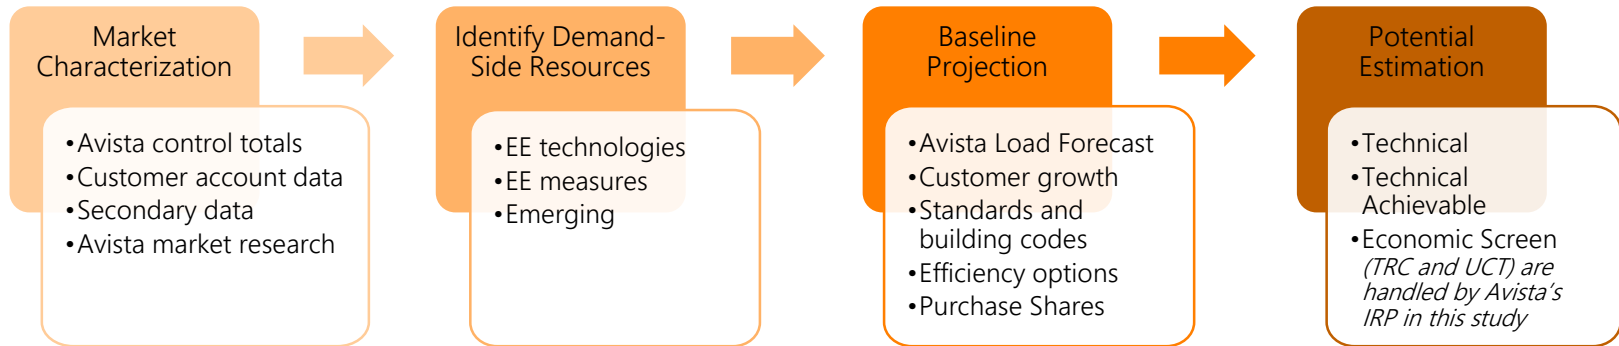 Market
Characterization
•Avista control totals
•Customer account data
•Secondary data
•Avista market research
Identify Demand-
Side Resources
•EE technologies
•EE measures
•Emerging
Baseline
Projection
•Avista Load Forecast
•Customer growth
•Standards and
building codes
•Efficiency options
•Purchase Shares
Potential
Estimation
•Technical
•Technical
Achievable
•Economic Screen
(TRC and UCT) are
handled by Avista's
IRP in this study